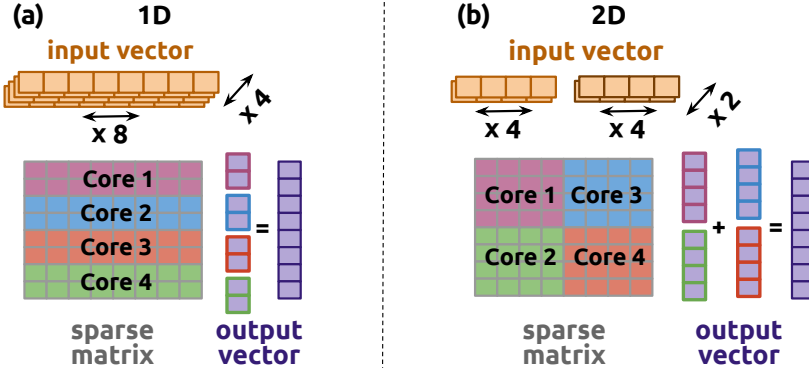 (a) 1D
input vector
x 8
x 4
Core 1
Core 2
Core 3
Core 4
=
sparse
matrix
output
vector
(b) 2D
input vector
x 4
x 4
x 2
Core 1
Core 3
Core 2
Core 4
+
=
sparse
matrix
output
vector